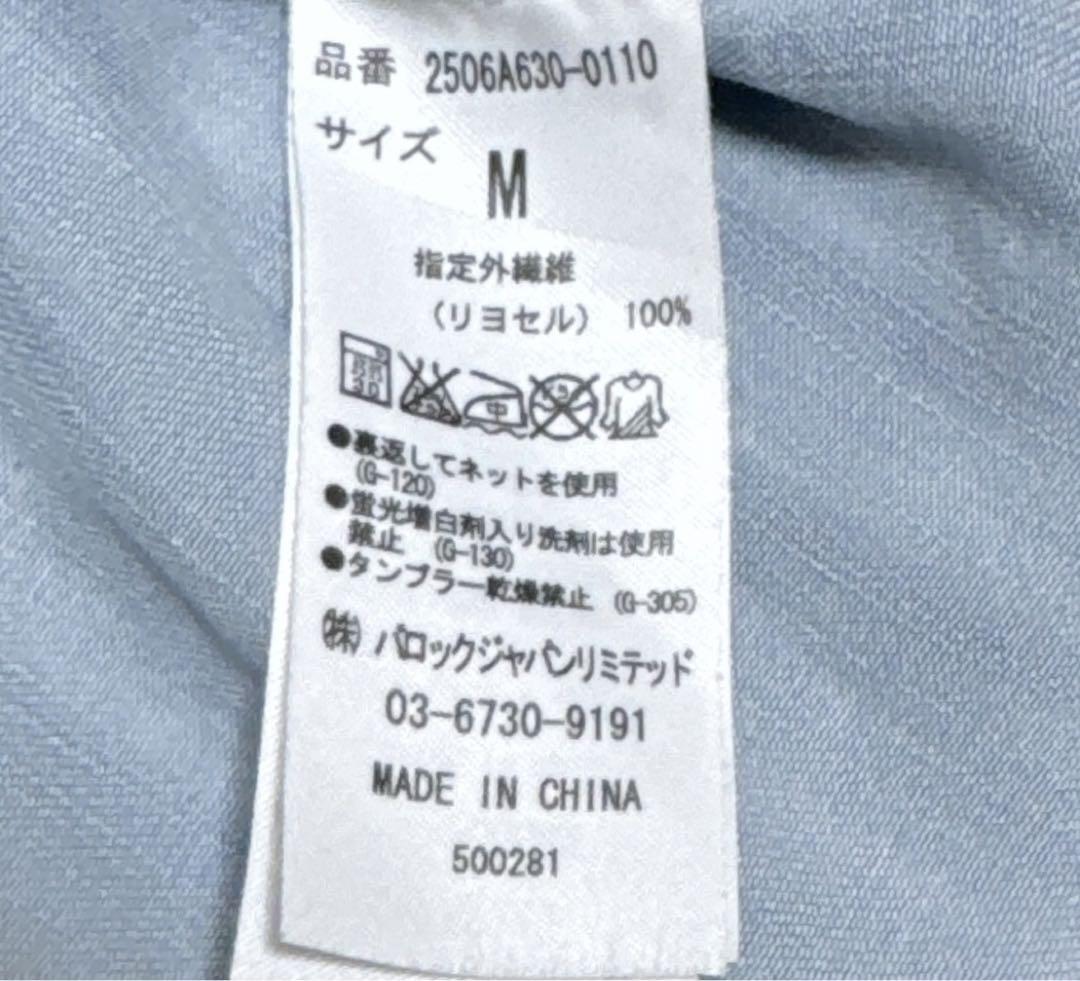 品番 2506A630-0110
サイズ
M
指定外繊維
(リヨセル) 100%
中
●裏返してネットを使用
(G-120)
●蛍光増白剤入り洗剤は使用
禁止 (G-130)
●タンブラー乾燥禁止 (G-305)
㈱ バロックジャパンリミテッド
03-6730-9191
MADE IN CHINA
500281